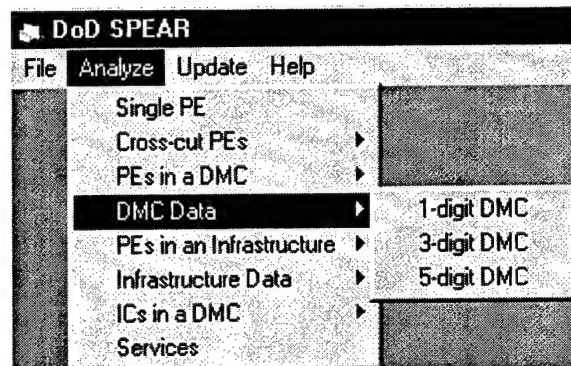 DoD SPEAR
File Analyze Update Help
Single PE
Cross-cut PEs
PEs in a DMC
DMC Data
PEs in an Infrastructure
Infrastructure Data
ICs in a DMC
Services
1-digit DMC
3-digit DMC
5-digit DMC